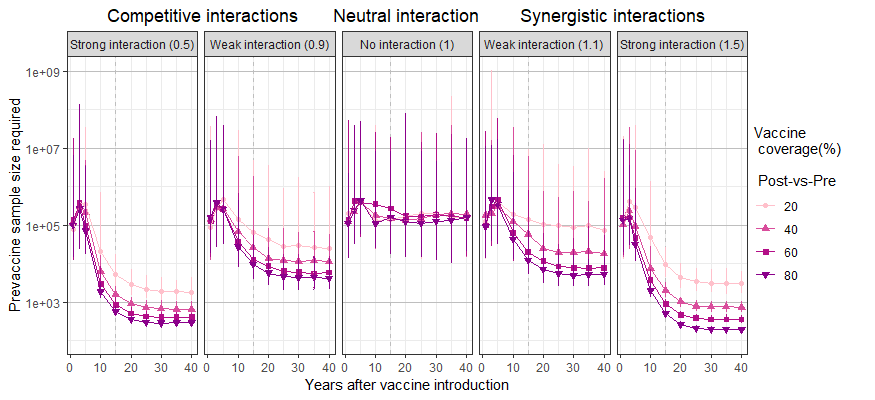 Competitive interactions Neutral interaction Synergistic interactions
Strong interaction (0.5) Weak interaction (0.9) No interaction (1) Weak interaction (1.1) Strong interaction (1.5)
Prevaccine sample size required
1e+09
1e+07
1e+05
1e+03
0 10 20 30 40 0 10 20 30 40 0 10 20 30 40 0 10 20 30 40 0 10 20 30 40
Years after vaccine introduction
Vaccine
coverage(%)
Post-vs-Pre
20
40
60
80